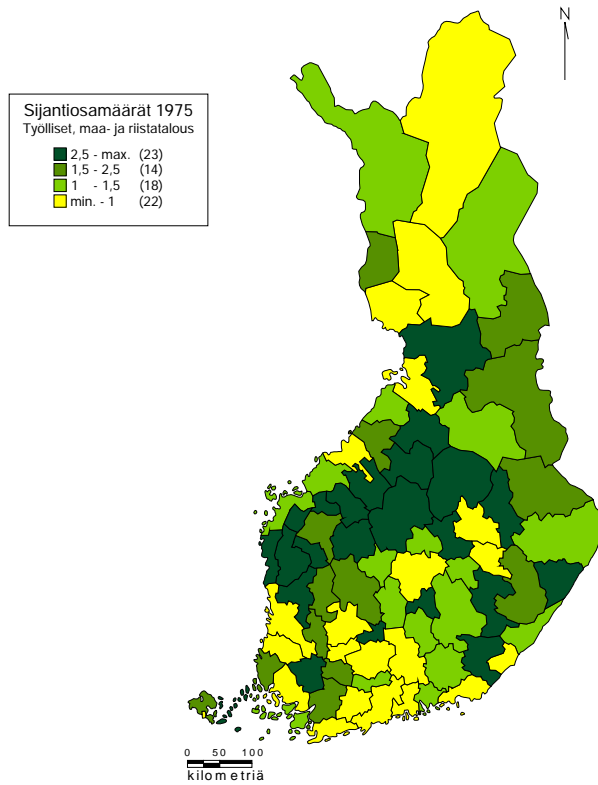 N
Sijantiosamäärät 1975
Työlliset, maa- ja riistatalous
2,5 - max. (23)
1,5 - 2,5 (14)
1 - 1,5 (18)
min. - 1 (22)
0 50 100
kilometriä